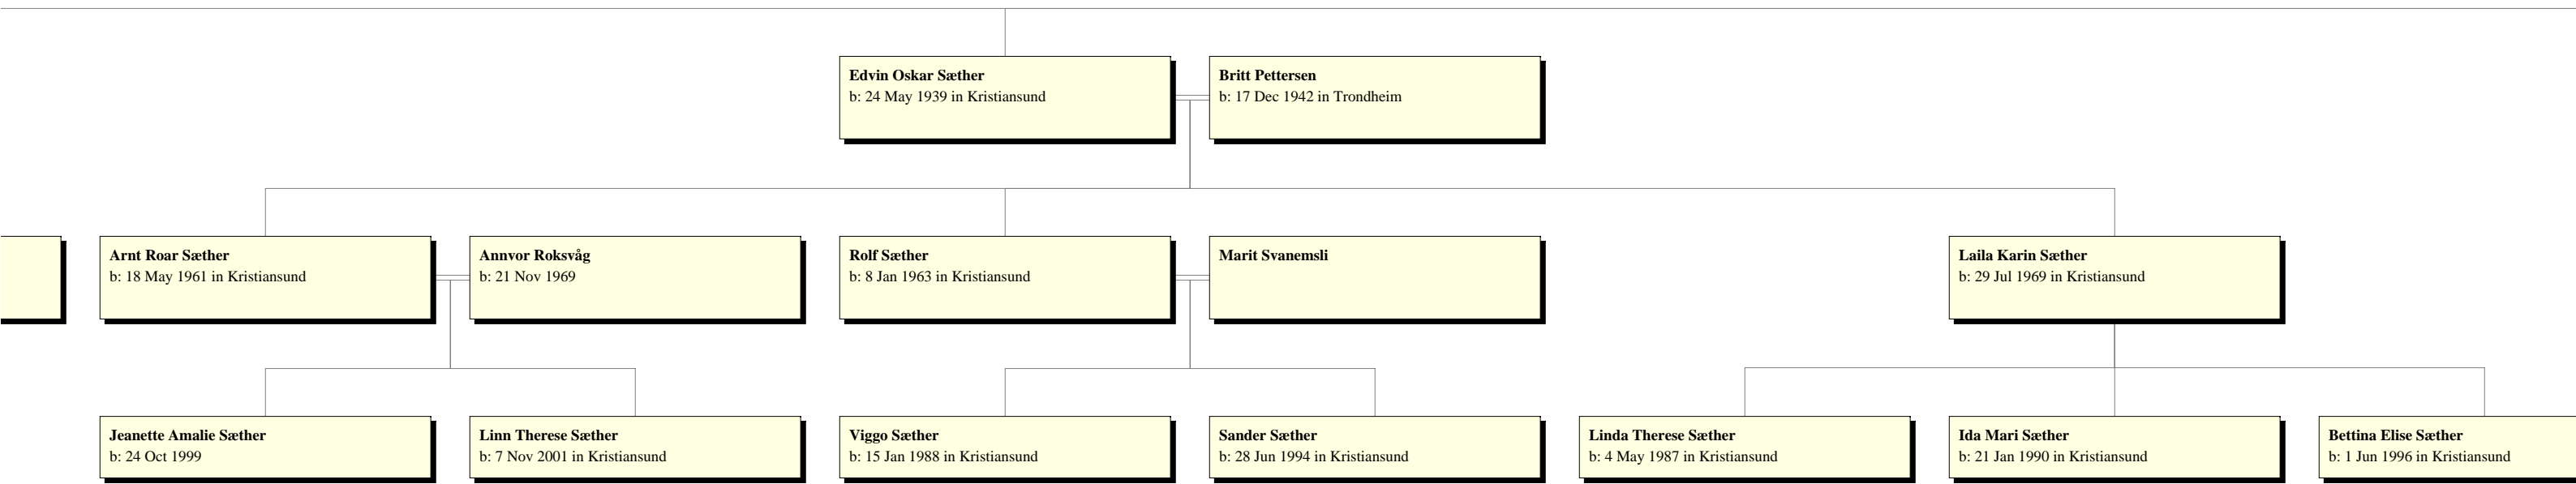 Edvin Oskar Sæther
b: 24 May 1939 in Kristiansund
Britt Pettersen
b: 17 Dec 1942 in Trondheim
Arnt Roar Sæther
b: 18 May 1961 in Kristiansund
Annvor Roksvåg
b: 21 Nov 1969
Rolf Sæther
b: 8 Jan 1963 in Kristiansund
Marit Svanemsli
Laila Karin Sæther
b: 29 Jul 1969 in Kristiansund
Jeanette Amalie Sæther
b: 24 Oct 1999
Linn Therese Sæther
b: 7 Nov 2001 in Kristiansund
Viggo Sæther
b: 15 Jan 1988 in Kristiansund
Sander Sæther
b: 28 Jun 1994 in Kristiansund
Linda Therese Sæther
b: 4 May 1987 in Kristiansund
Ida Mari Sæther
b: 21 Jan 1990 in Kristiansund
Bettina Elise Sæther
b: 1 Jun 1996 in Kristiansund